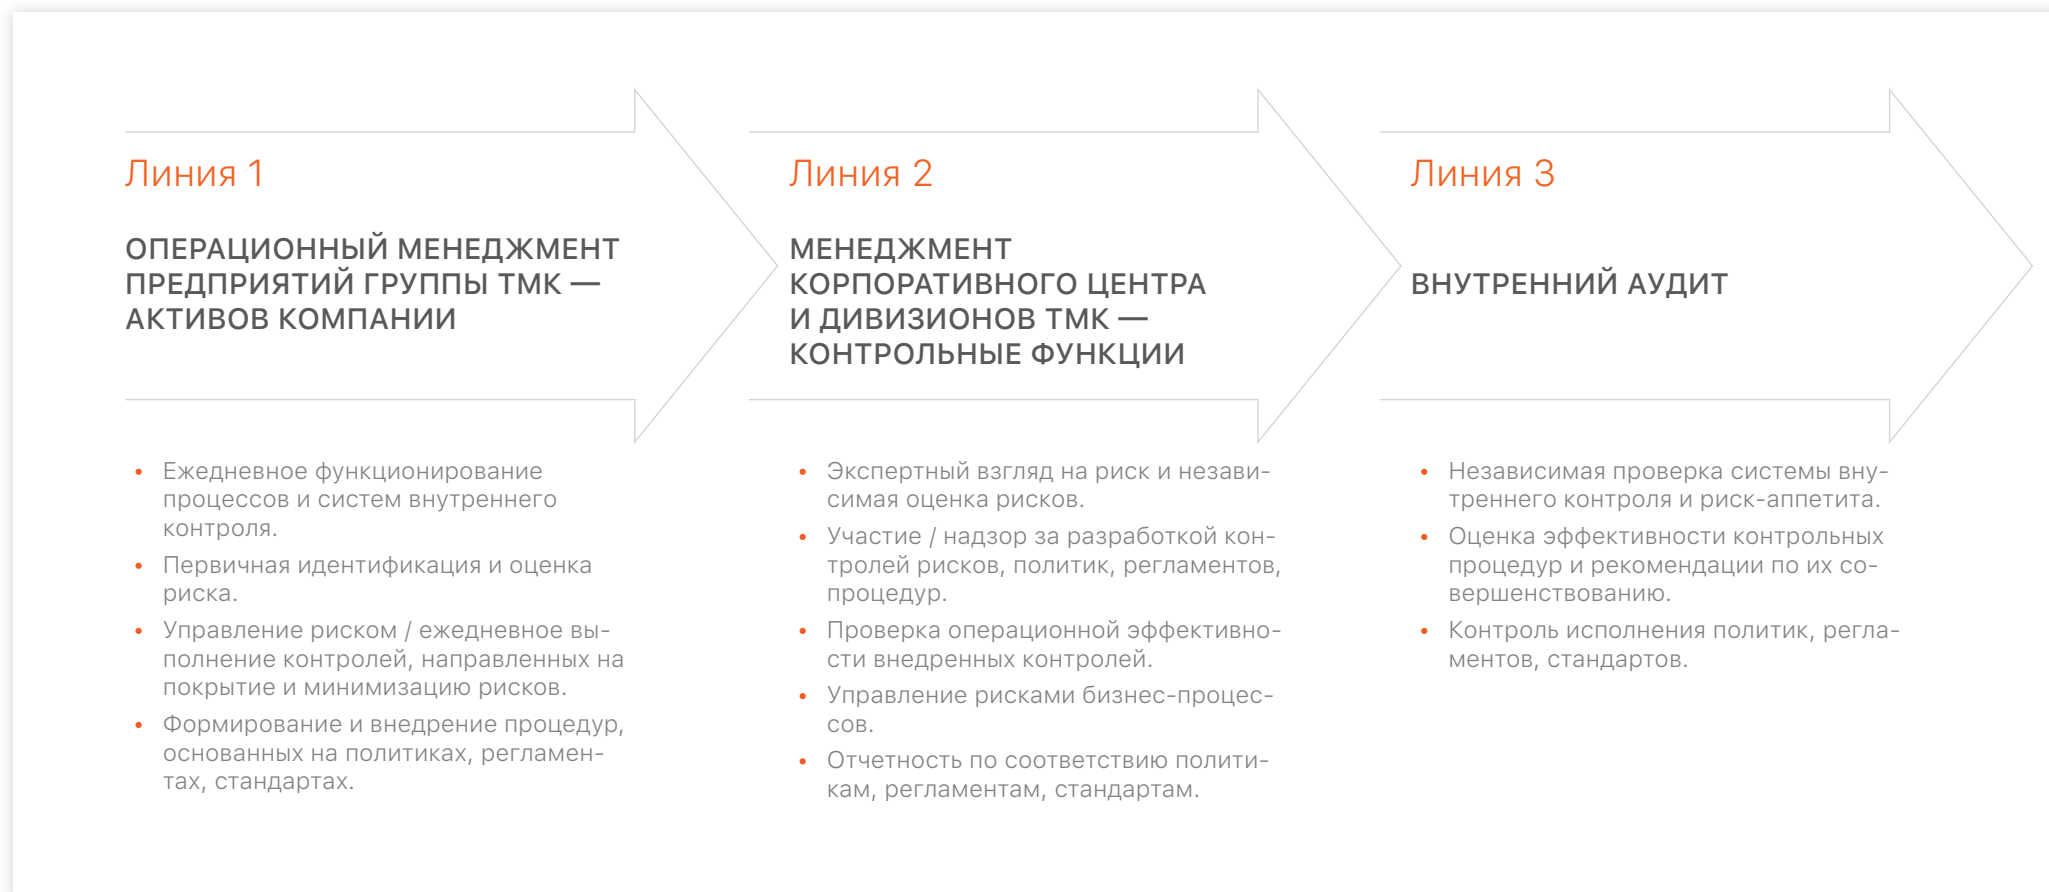 Линия 1
ОПЕРАЦИОННЫЙ МЕНЕДЖМЕНТ
ПРЕДПРИЯТИЙ ГРУППЫ ТМК —
АКТИВОВ КОМПАНИИ
• Ежедневное функционирование
процессов и систем внутреннего
контроля.
• Первичная идентификация и оценка
риска.
• Управление риском / ежедневное вы-
полнение контролей, направленных на
покрытие и минимизацию рисков.
• Формирование и внедрение процедур,
основанных на политиках, регламен-
тах, стандартах.
Линия 2
МЕНЕДЖМЕНТ
КОРПОРАТИВНОГО ЦЕНТРА
И ДИВИЗИОНОВ ТМК —
КОНТРОЛЬНЫЕ ФУНКЦИИ
• Экспертный взгляд на риск и незави-
симая оценка рисков.
• Участие / надзор за разработкой кон-
тролей рисков, политик, регламентов,
процедур.
• Проверка операционной эффективно-
сти внедренных контролей.
• Управление рисками бизнес-процес-
сов.
• Отчетность по соответствию полити-
кам, регламентам, стандартам.
Линия 3
ВНУТРЕННИЙ АУДИТ
• Независимая проверка системы вну-
треннего контроля и риск-аппетита.
• Оценка эффективности контрольных
процедур и рекомендации по их со-
вершенствованию.
• Контроль исполнения политик, регла-
ментов, стандартов.